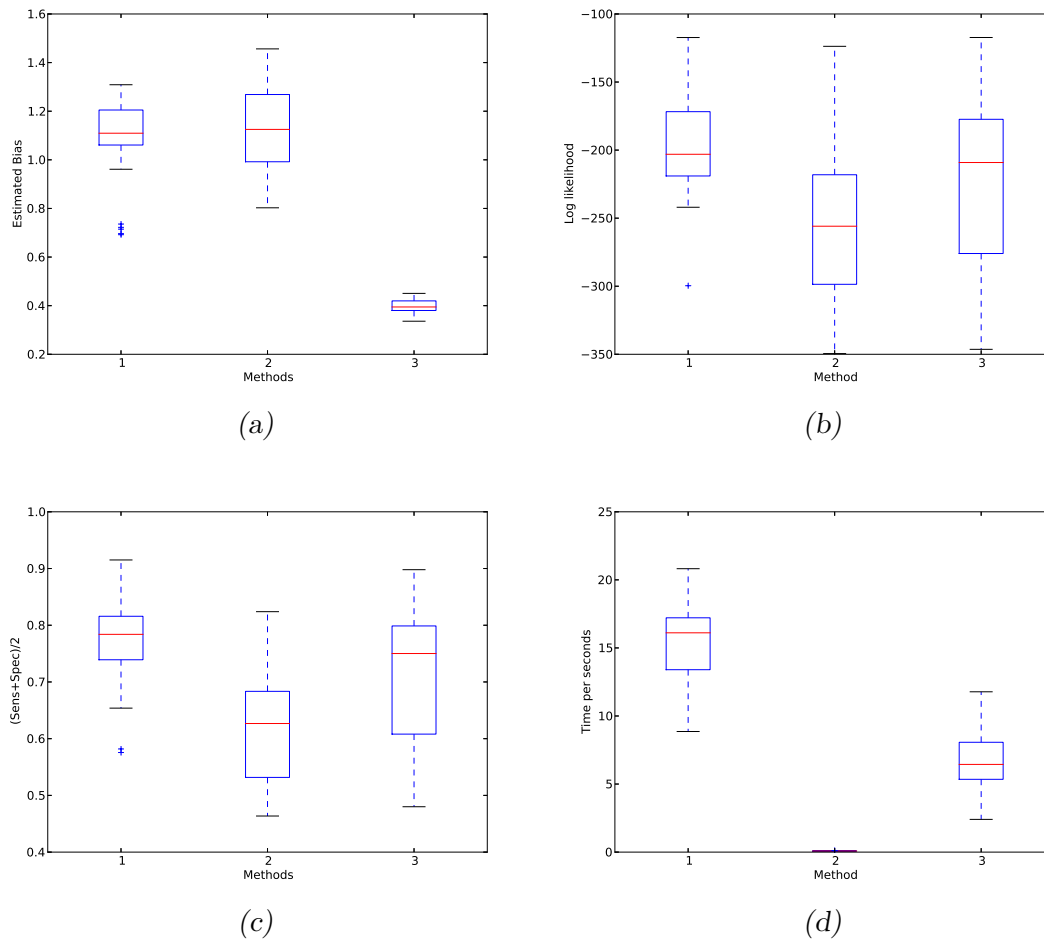 1.6
1.4
1.2
1.0
0.8
0.6
0.4
0.2
Estimated Bias
1 2 3
Methods
(a)
−100
−150
−200
−250
−300
−350
Log likelihood
1 2 3
Method
(b)
1.0
0.9
0.8
0.7
0.6
0.5
0.4
(Sens+Spec)/2
1 2 3
Methods
(c)
25
20
15
10
5
0
Time per seconds
1 2 3
Method
(d)